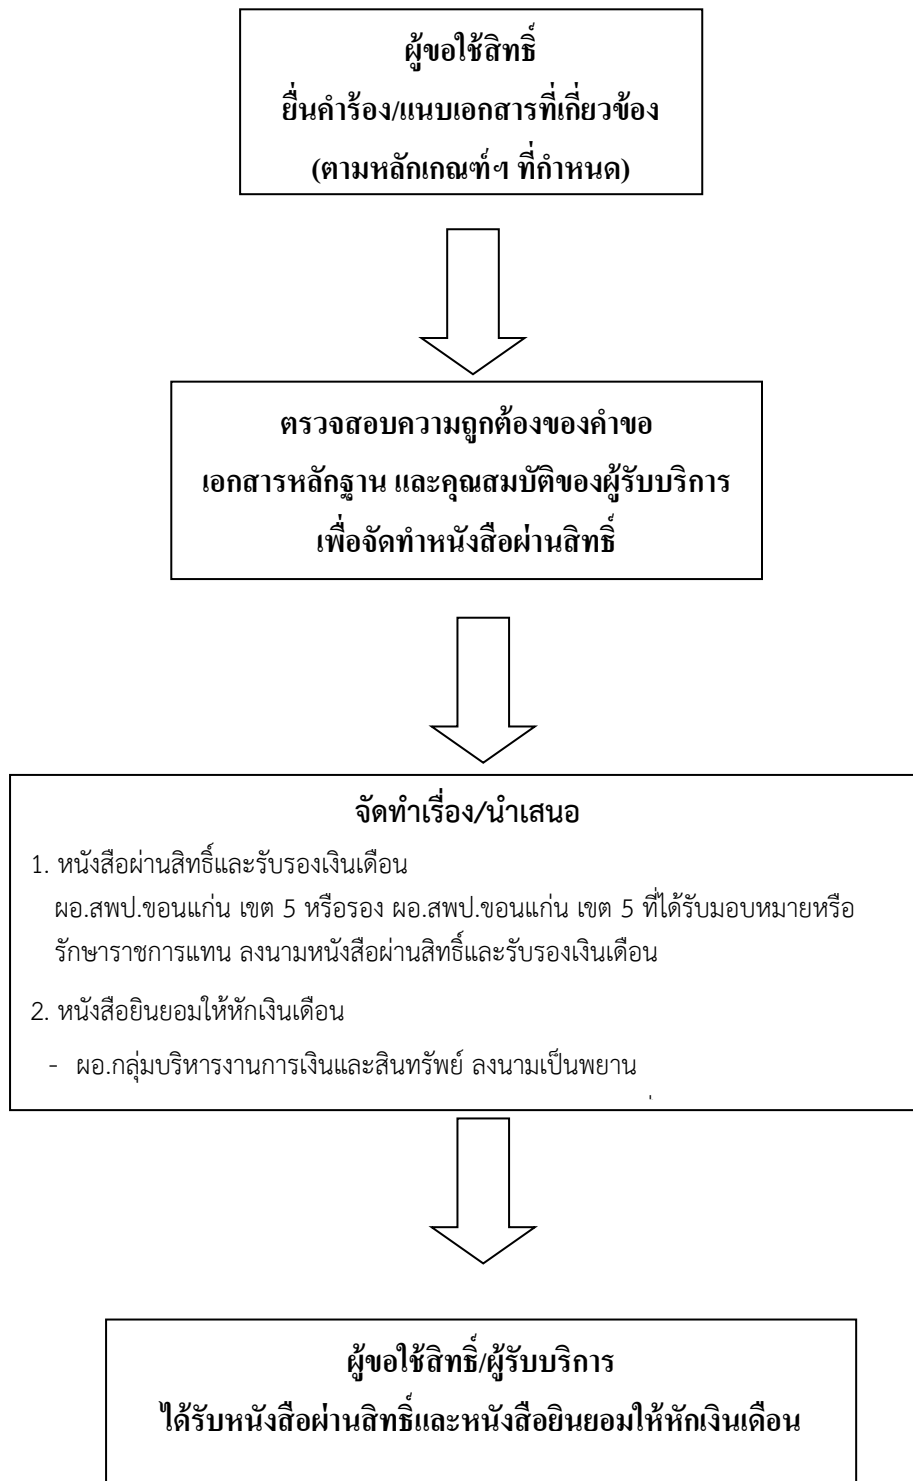 ผู้ขอใช้สิทธิ์
ยื่นคำร้อง/แนบเอกสารที่เกี่ยวข้อง
(ตามหลักเกณฑ์ฯ ที่กำหนด)
ตรวจสอบความถูกต้องของคำขอ
เอกสารหลักฐาน และคุณสมบัติของผู้รับบริการ
เพื่อจัดทำหนังสือผ่านสิทธิ์
จัดทำเรื่อง/นำเสนอ
1. หนังสือผ่านสิทธิ์และรับรองเงินเดือน
ผอ.สพป.ขอนแก่น เขต 5 หรือรอง ผอ.สพป.ขอนแก่น เขต 5 ที่ได้รับมอบหมายหรือ
รักษาราชการแทน ลงนามหนังสือผ่านสิทธิ์และรับรองเงินเดือน
2. หนังสือยินยอมให้หักเงินเดือน
- ผอ.กลุ่มบริหารงานการเงินและสินทรัพย์ ลงนามเป็นพยาน
ผู้ขอใช้สิทธิ์/ผู้รับบริการ
ได้รับหนังสือผ่านสิทธิ์และหนังสือยินยอมให้หักเงินเดือน